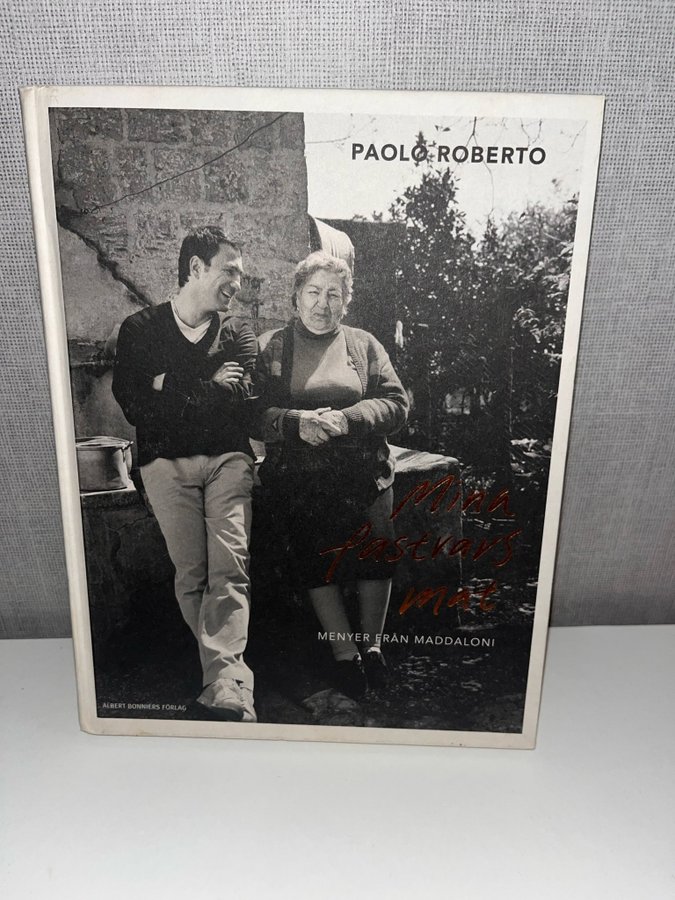 PAOLO ROBERTO
Mina
fastrars
mat
MENYER FRÅN MADDALONI
ALBERT BONNIERS FÖRLAG